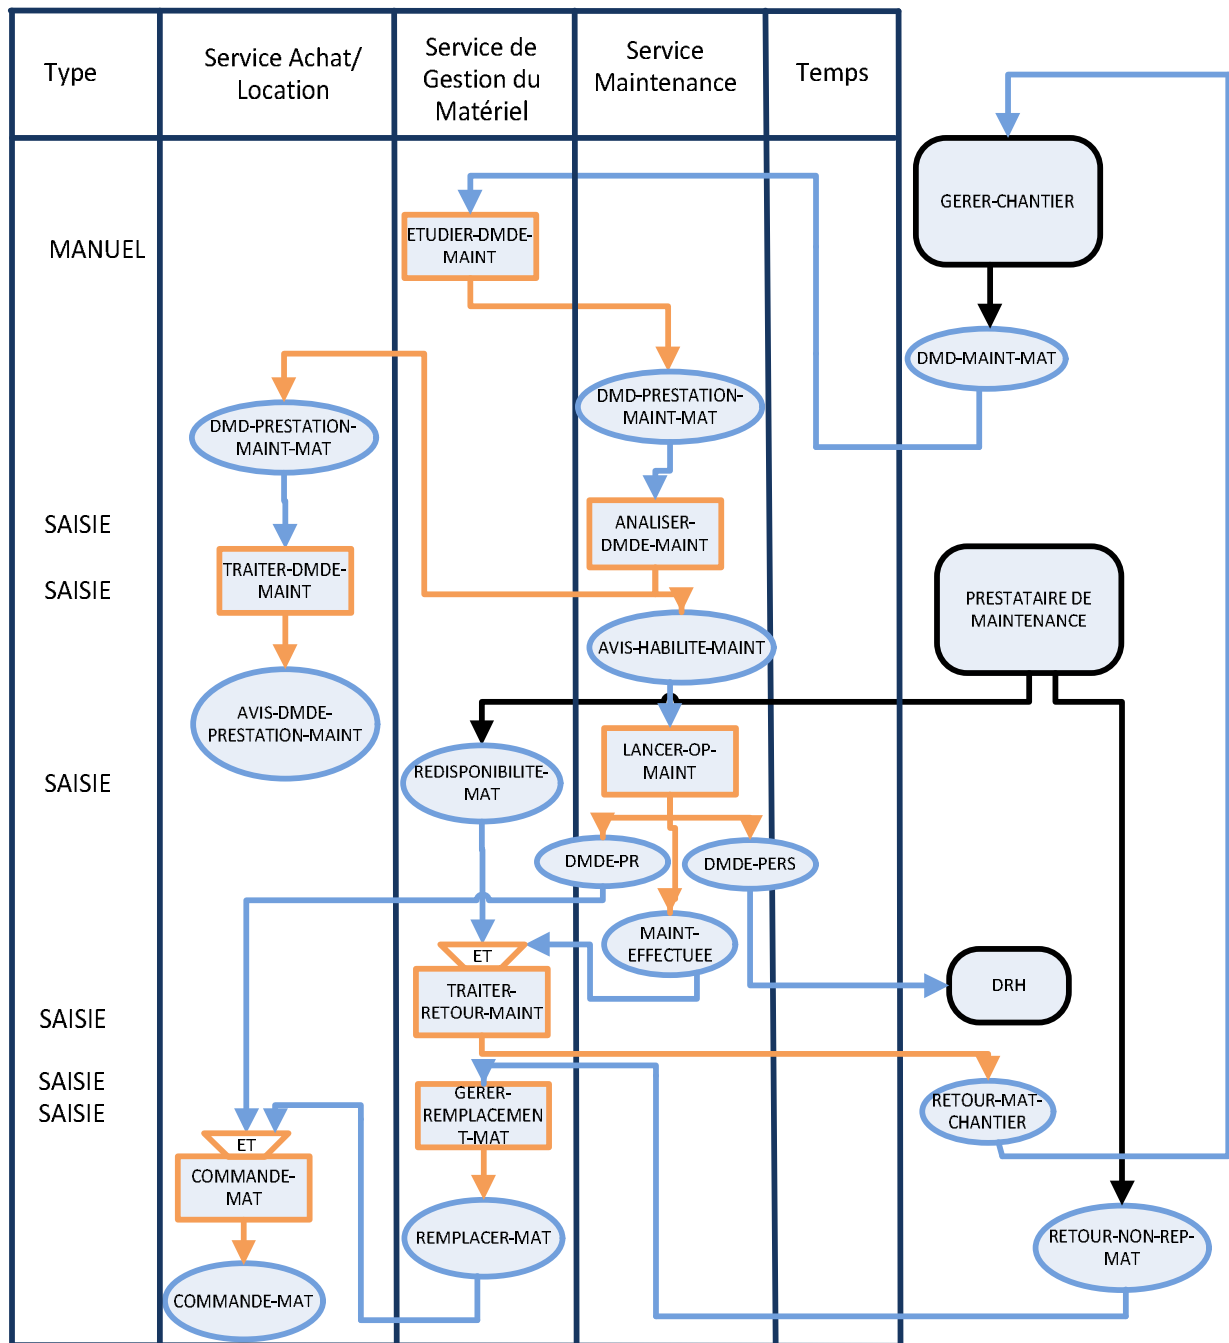 Type
Service Achat/
Location
Service de
Gestion du
Matériel
Service
Maintenance
Temps
GERER-CHANTIER
MANUEL
ETUDIER-DMDE-
MAINT
DMD-MAINT-MAT
DMD-PRESTATION-
MAINT-MAT
DMD-PRESTATION-
MAINT-MAT
SAISIE
ANALISER-
DMDE-MAINT
SAISIE
TRAITER-DMDE-
MAINT
PRESTATAIRE DE
MAINTENANCE
AVIS-HABILITE-MAINT
AVIS-DMDE-
PRESTATION-MAINT
SAISIE
REDISPONIBILITE-
MAT
LANCER-OP-
MAINT
DMDE-PR
DMDE-PERS
MAINT-
EFFECTUEE
ET
TRAITER-
RETOUR-MAINT
DRH
SAISIE
SAISIE
SAISIE
GERER-
REMPLACEMEN
T-MAT
RETOUR-MAT-
CHANTIER
ET
COMMANDE-
MAT
REMPLACER-MAT
RETOUR-NON-REP-
MAT
COMMANDE-MAT